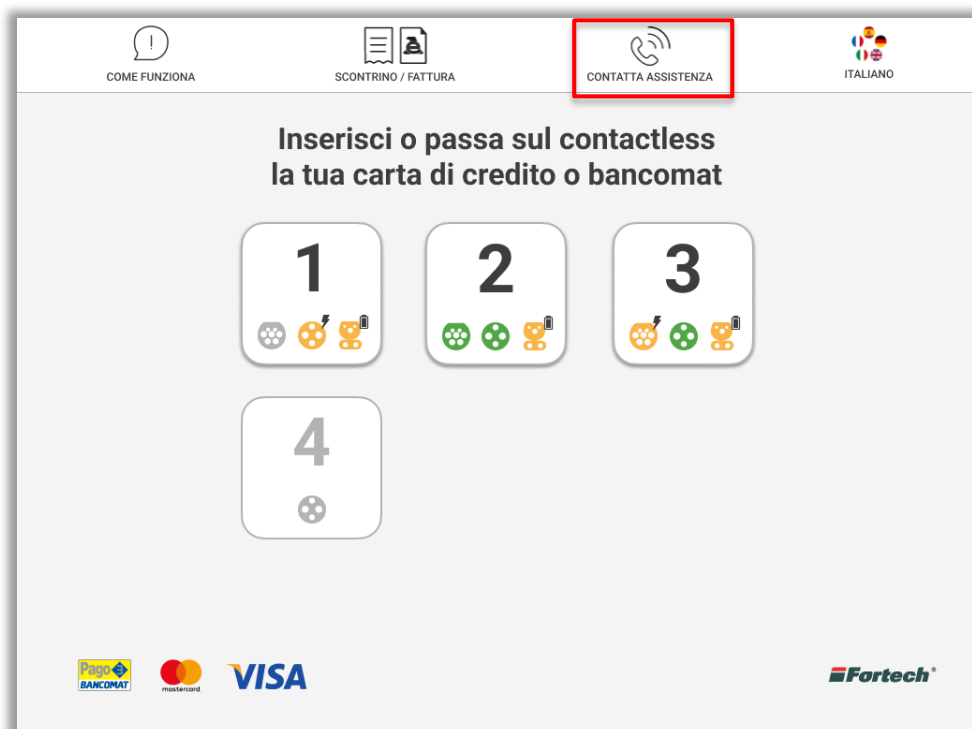 COME FUNZIONA
SCONTRINO / FATTURA
CONTATTA ASSISTENZA
ITALIANO
Inserisci o passa sul contactless
la tua carta di credito o bancomat
1
2
3
4
Pago
BANCOMAT
mastercard
VISA
Fortech